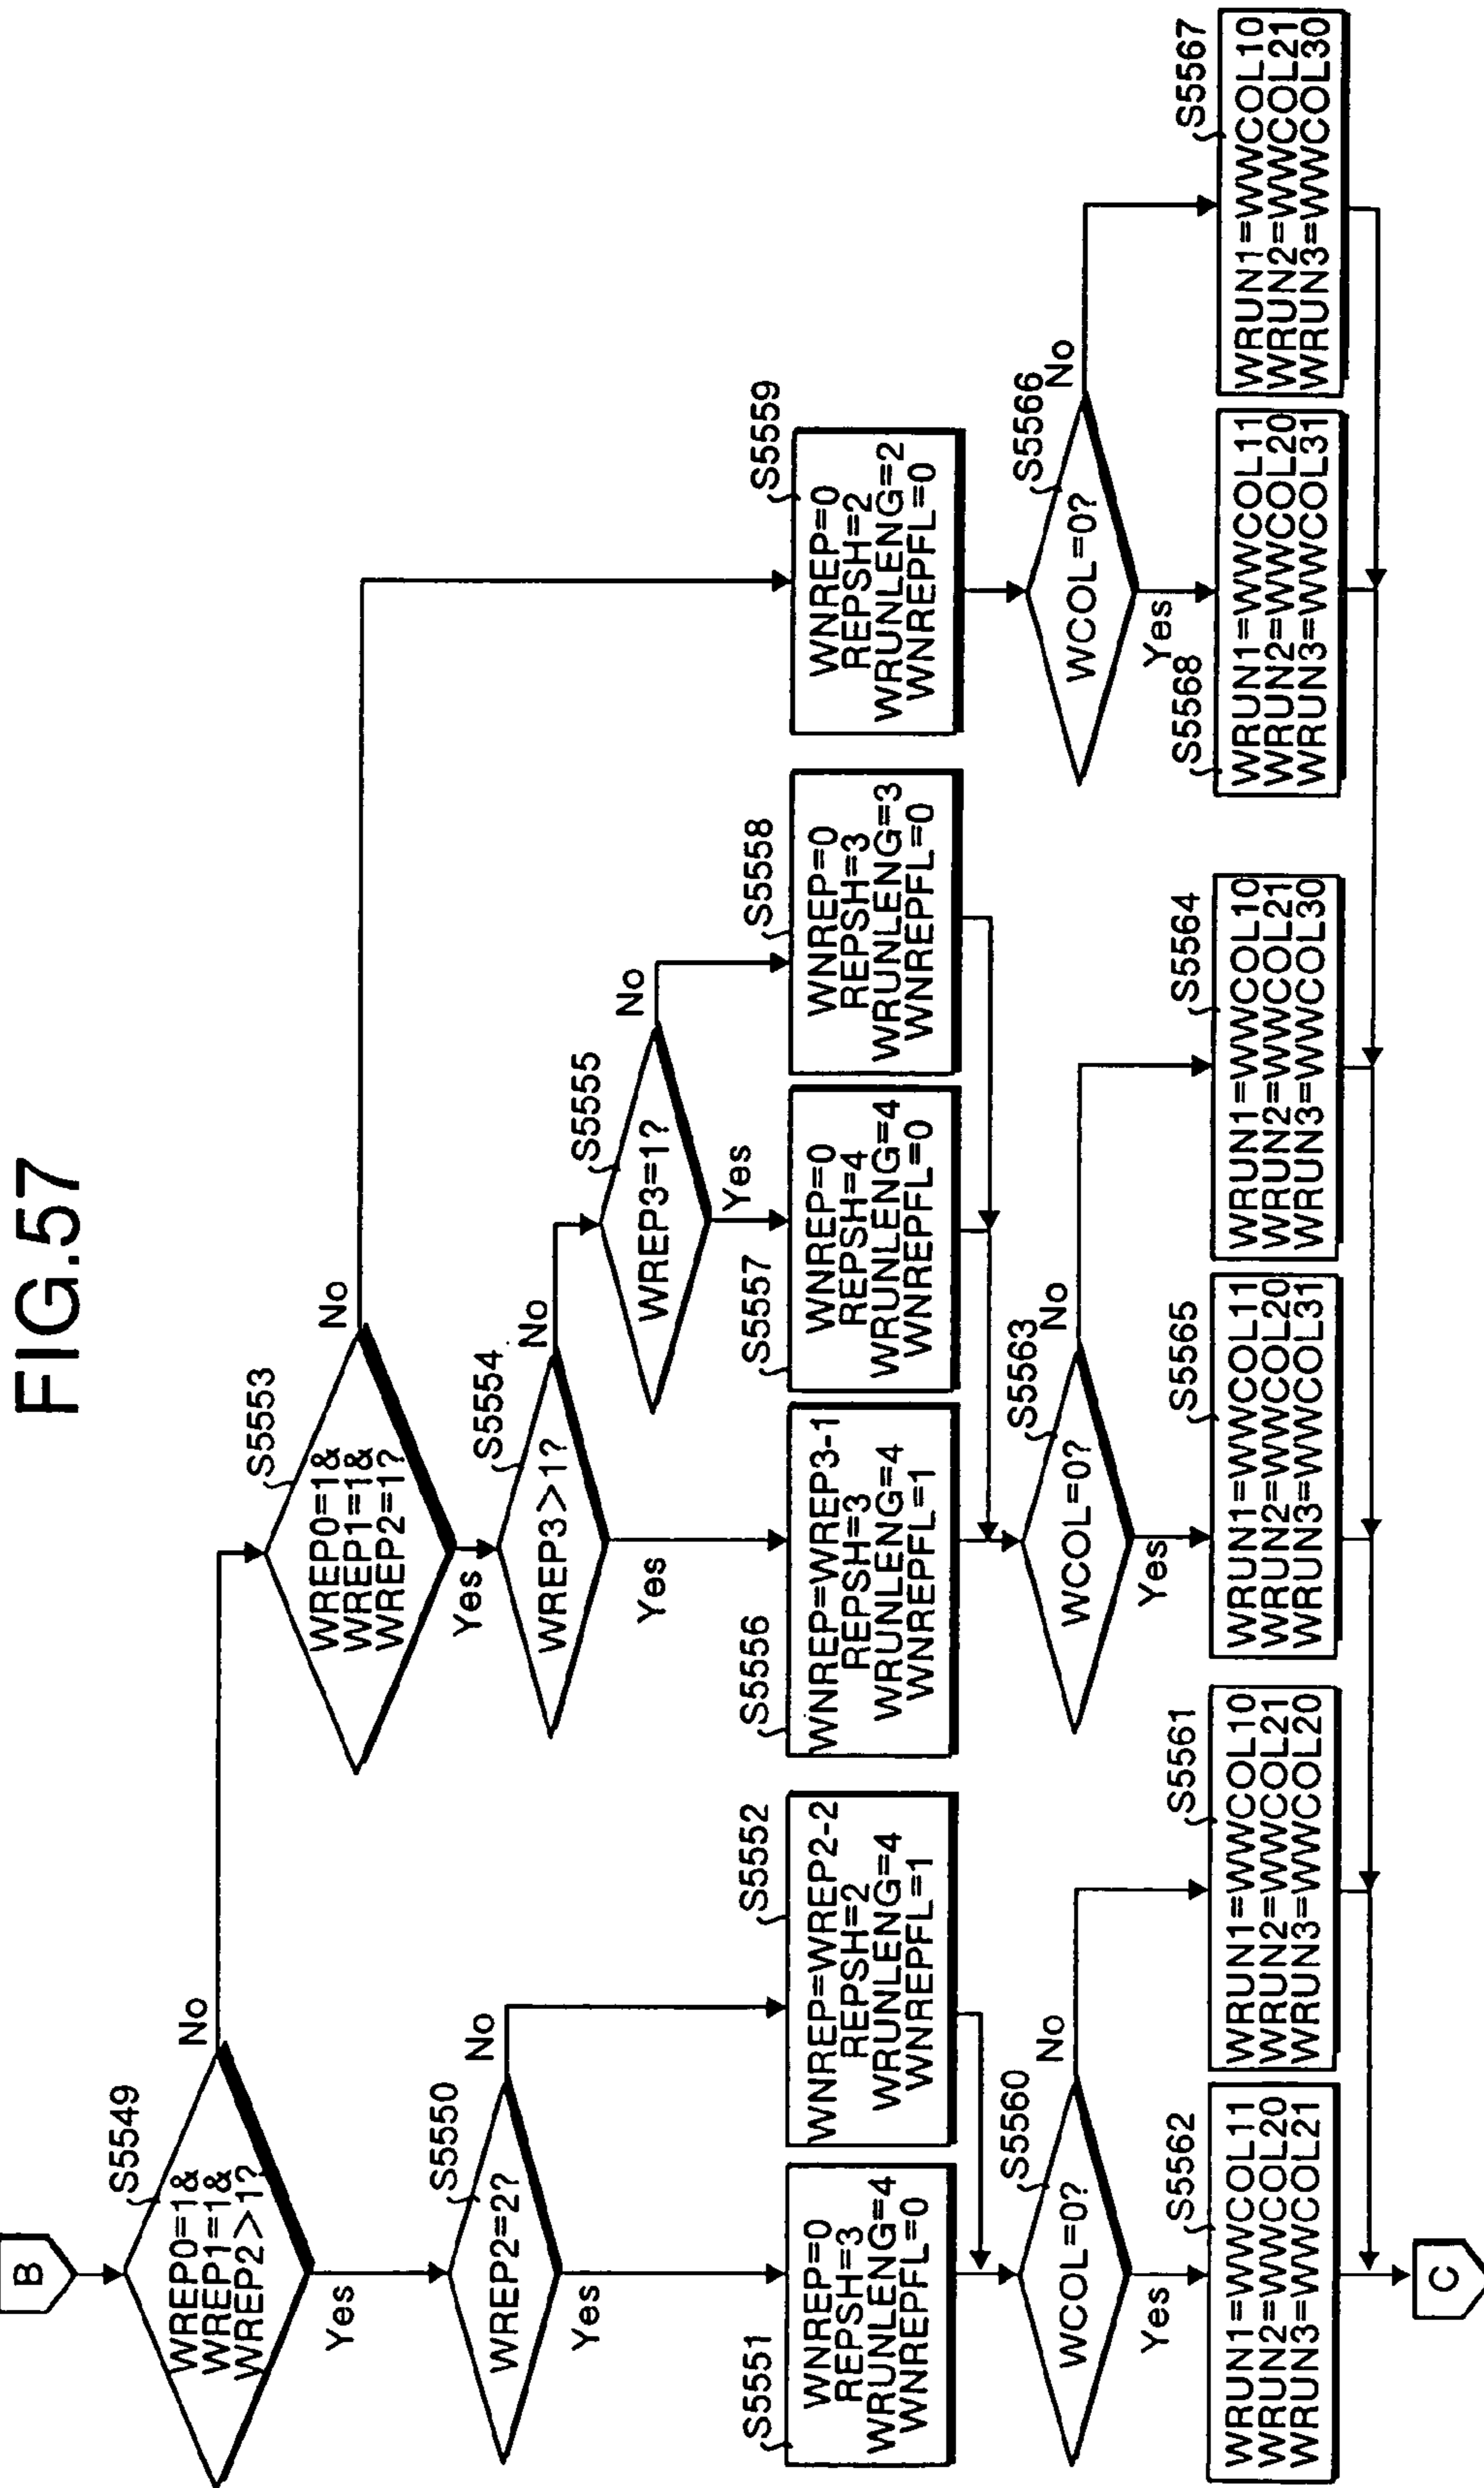 FIG.57
B
S5549
WREP0=1&
WREP1=1&
WREP2>1?
No
Yes
S5550
WREP2=2?
No
Yes
S5551
WNREP=0
REPSH=3
WRUNLENG=4
WNREPFL=0
S5552
WNREP=WREP2-2
REPSH=2
WRUNLENG=4
WNREPFL=1
S5560
WCOL=0?
No
Yes
S5562
WRUN1=WWCOL11
WRUN2=WWCOL20
WRUN3=WWCOL21
S5561
WRUN1=WWCOL10
WRUN2=WWCOL21
WRUN3=WWCOL20
S5553
WREP0=1&
WREP1=1&
WREP2=1?
No
Yes
S5554
WREP3>1?
No
Yes
S5555
WREP3=1?
No
Yes
S5556
WNREP=WREP3-1
REPSH=3
WRUNLENG=4
WNREPFL=1
S5557
WNREP=0
REPSH=4
WRUNLENG=4
WNREPFL=0
S5558
WNREP=0
REPSH=3
WRUNLENG=3
WNREPFL=0
S5563
WCOL=0?
No
Yes
S5565
WRUN1=WWCOL11
WRUN2=WWCOL20
WRUN3=WWCOL31
S5564
WRUN1=WWCOL10
WRUN2=WWCOL21
WRUN3=WWCOL30
S5559
WNREP=0
REPSH=2
WRUNLENG=2
WNREPFL=0
S5566
WCOL=0?
No
Yes
S5568
WRUN1=WWCOL11
WRUN2=WWCOL20
WRUN3=WWCOL31
S5567
WRUN1=WWCOL10
WRUN2=WWCOL21
WRUN3=WWCOL30
C